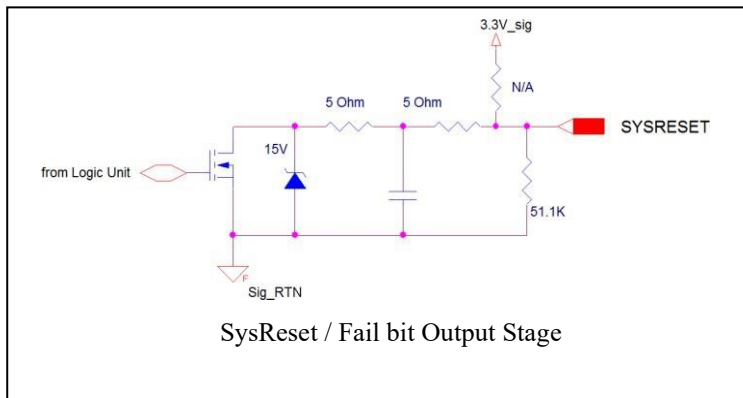 3.3V_sig
N/A
5 Ohm
5 Ohm
SYSRESET
15V
from Logic Unit
51.1K
F
Sig_RTN
SysReset / Fail bit Output Stage